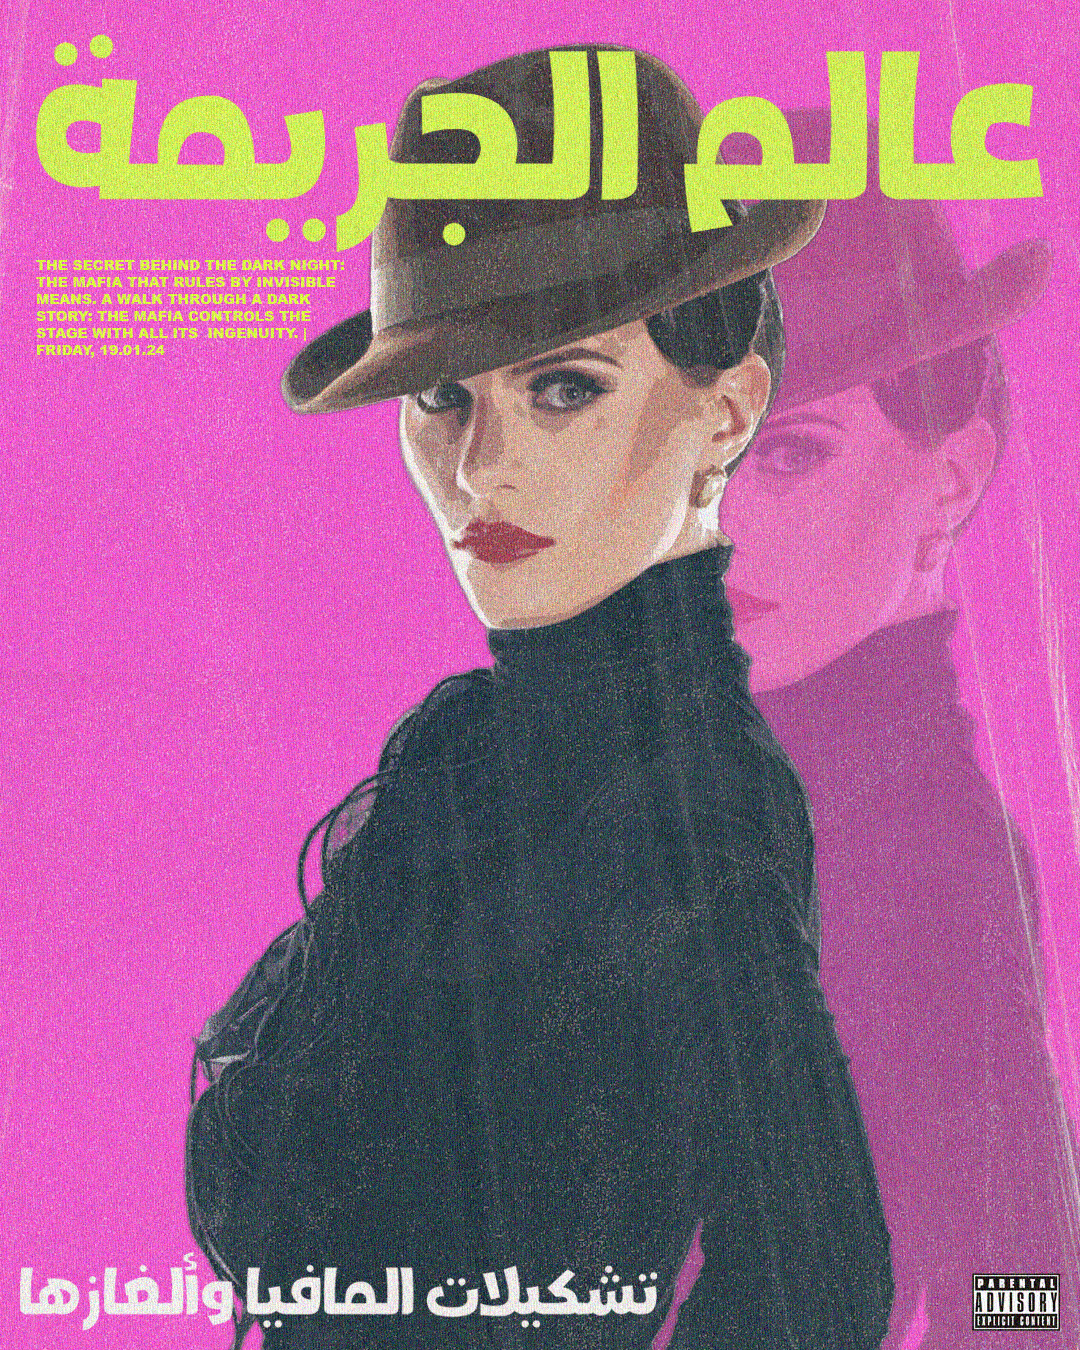 عالم الجريمة
THE SECRET BEHIND THE DARK NIGHT:
THE MAFIA THAT RULES BY INVISIBLE
MEANS. A WALK THROUGH A DARK
STORY: THE MAFIA CONTROLS THE
STAGE WITH ALL ITS INGENUITY. |
FRIDAY, 19.01.24
تشكيلات المافيا وألغازها
PARENTAL
ADVISORY
EXPLICIT CONTENT